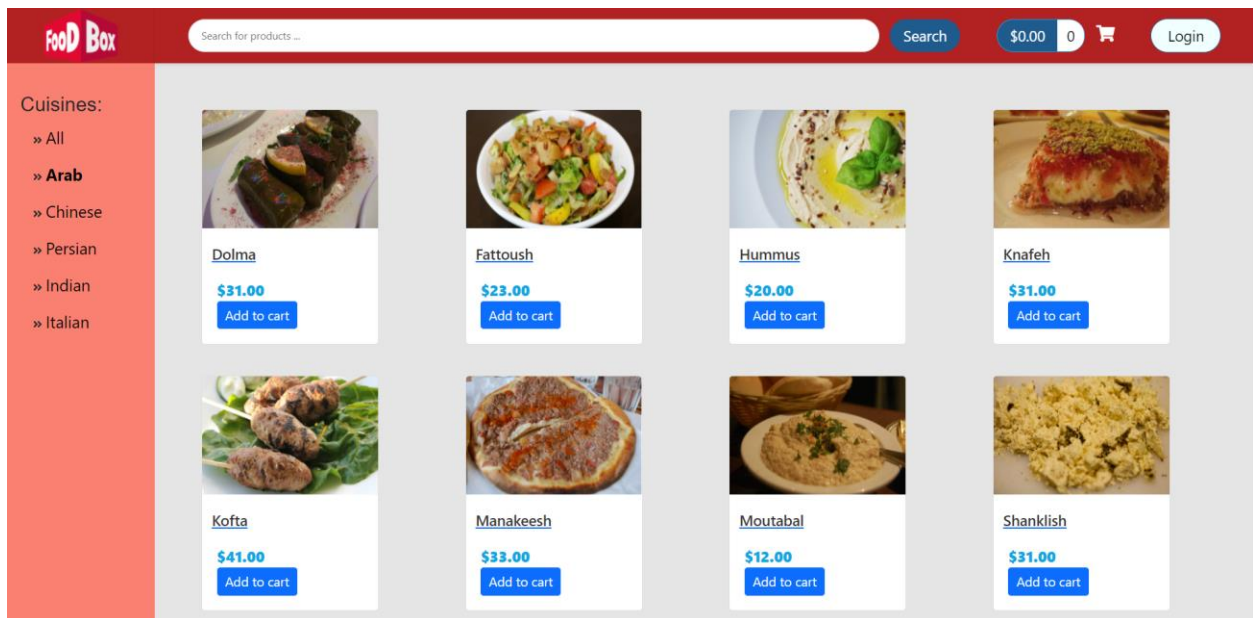 FooD Box
Search for products ...
Search
$0.00 0
Login
Cuisines:
» All
» Arab
» Chinese
» Persian
» Indian
» Italian
Dolma
$31.00
Add to cart
Fattoush
$23.00
Add to cart
Hummus
$20.00
Add to cart
Knafeh
$31.00
Add to cart
Kofta
$41.00
Add to cart
Manakeesh
$33.00
Add to cart
Moutabal
$12.00
Add to cart
Shanklish
$31.00
Add to cart